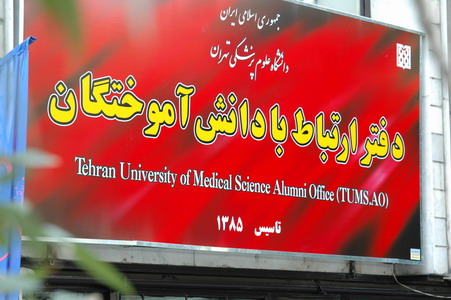 جمهوری اسلامی ایران
دانشگاه علوم پزشکی تهران
دفتر ارتباط با دانش آموختگان
Tehran University of Medical Science Alumni Office (TUMS.AO)
تاسیس ۱۳۸۵